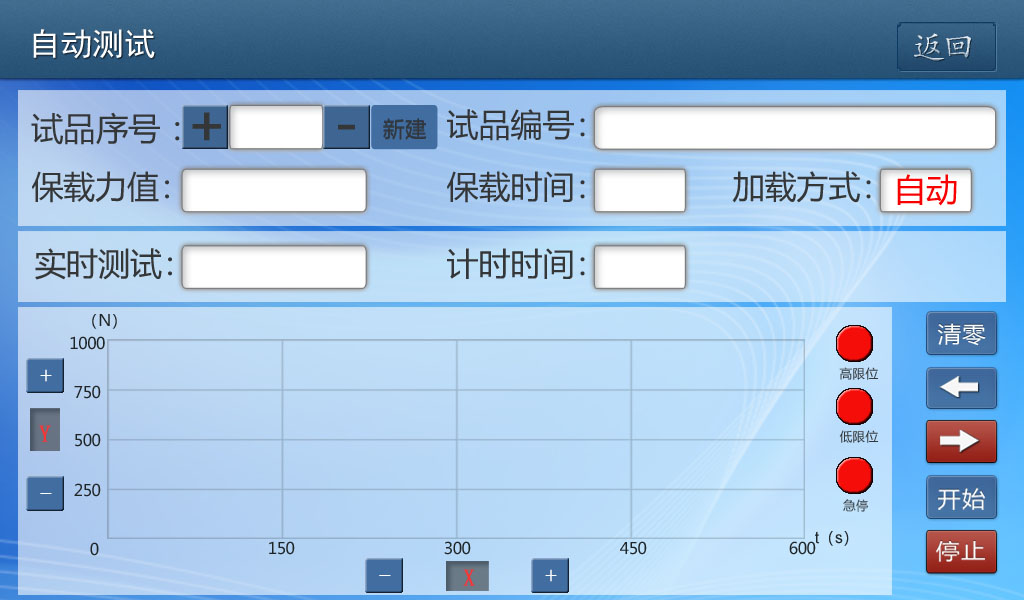 自动测试
返回
试品序号：+ − 新建
试品编号：
保载力值：
保载时间：
加载方式：自动
实时测试：
计时时间：
（N）
1000
750
500
250
0
150
300
450
600
t（s）
+
Y
−
−
X
+
高限位
低限位
急停
清零
开始
停止